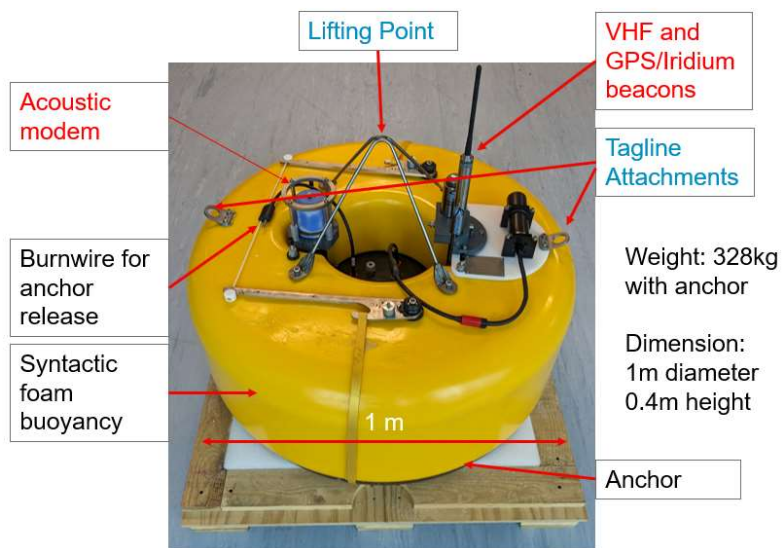 Lifting Point
VHF and
GPS/Iridium
beacons
Acoustic
modem
Tagline
Attachments
Burnwire for
anchor
release
Weight: 328kg
with anchor
Syntactic
foam
buoyancy
Dimension:
1m diameter
0.4m height
1 m
Anchor